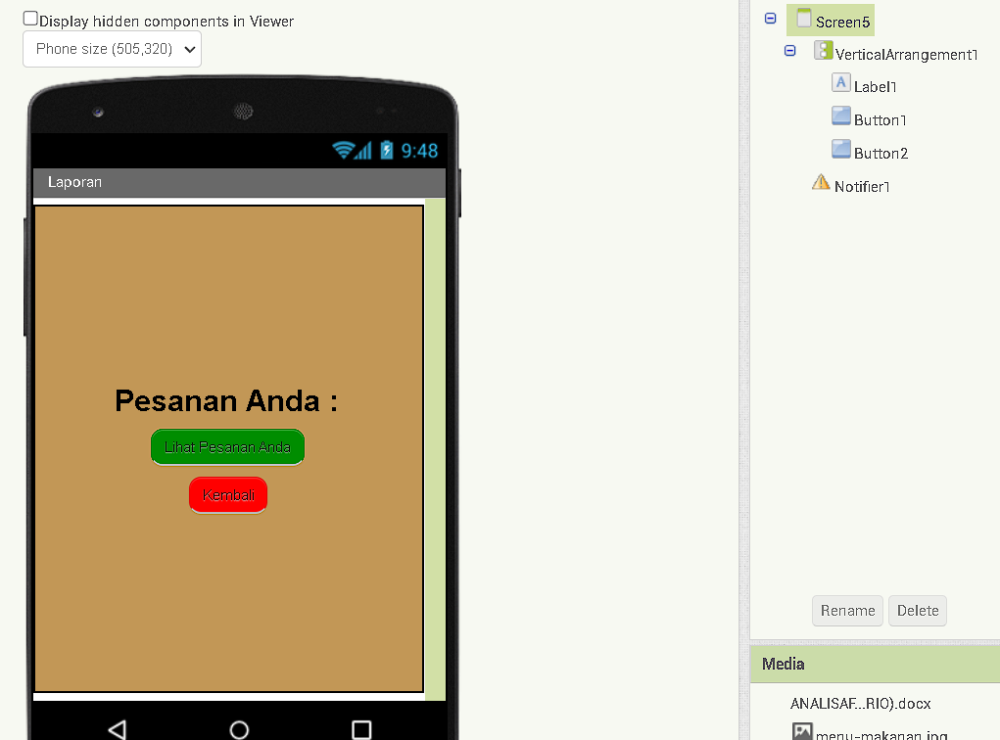 Display hidden components in Viewer
Phone size (505,320)
9:48
Laporan
Pesanan Anda :
Lihat Pesanan Anda
Kembali
Screen5
VerticalArrangement1
A Label1
Button1
Button2
Notifier1
Rename Delete
Media
ANALISAF...RIO).docx
menu-makanan.jpg